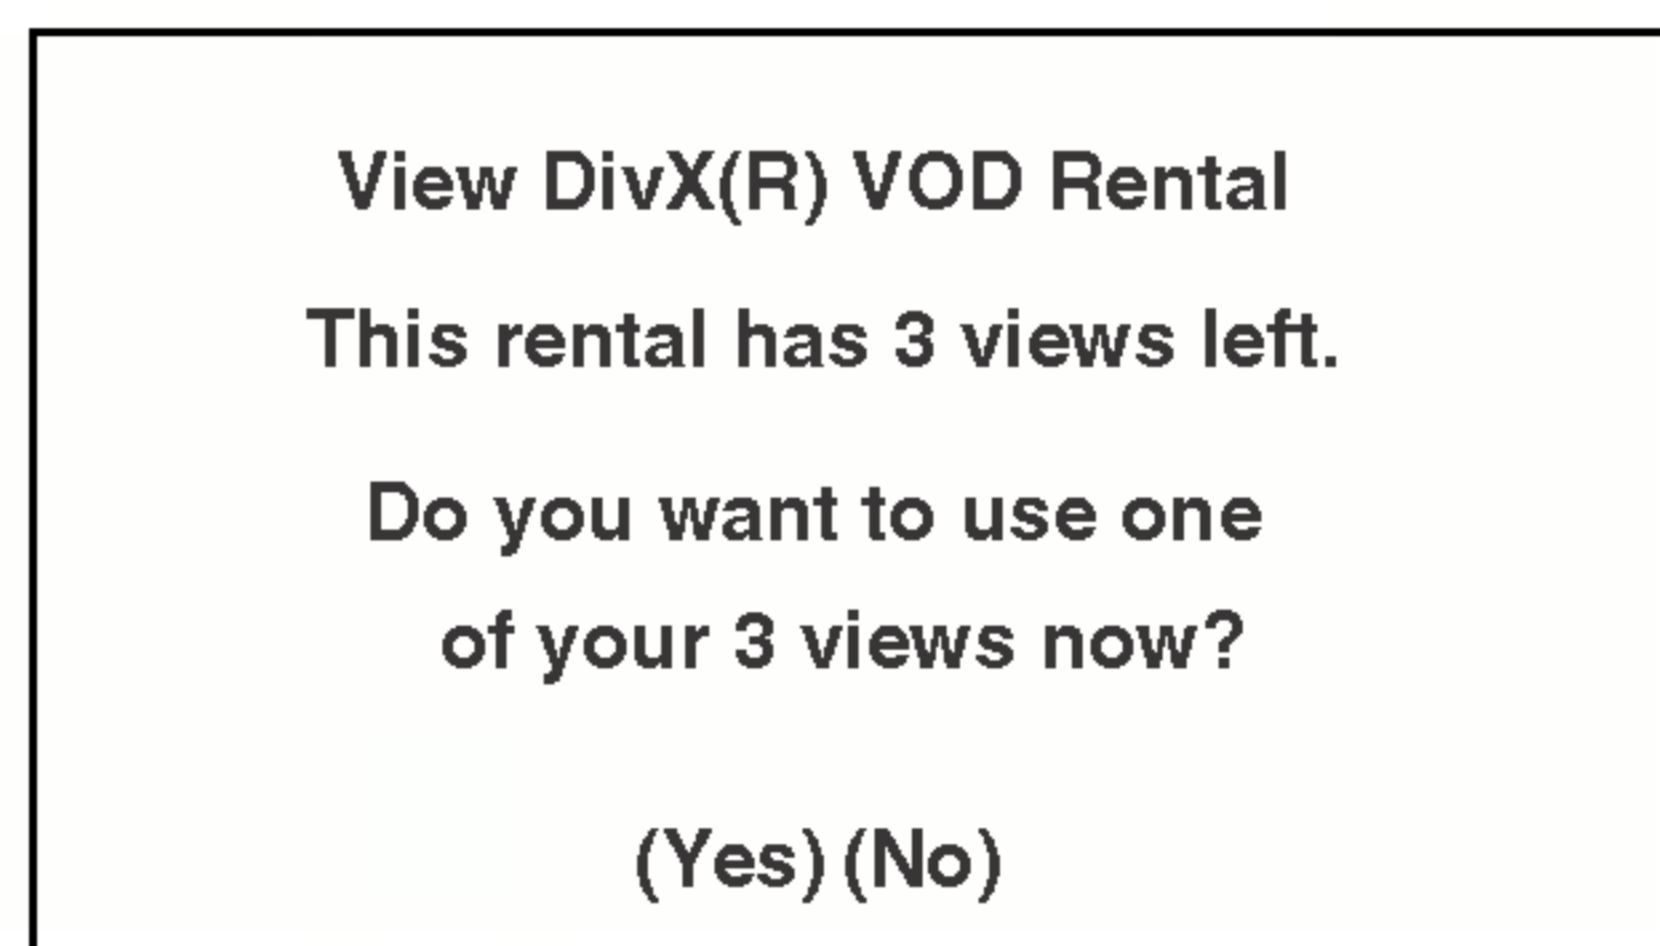 View DivX(R) VOD Rental
This rental has 3 views left.
Do you want to use one
of your 3 views now?
(Yes) (No)